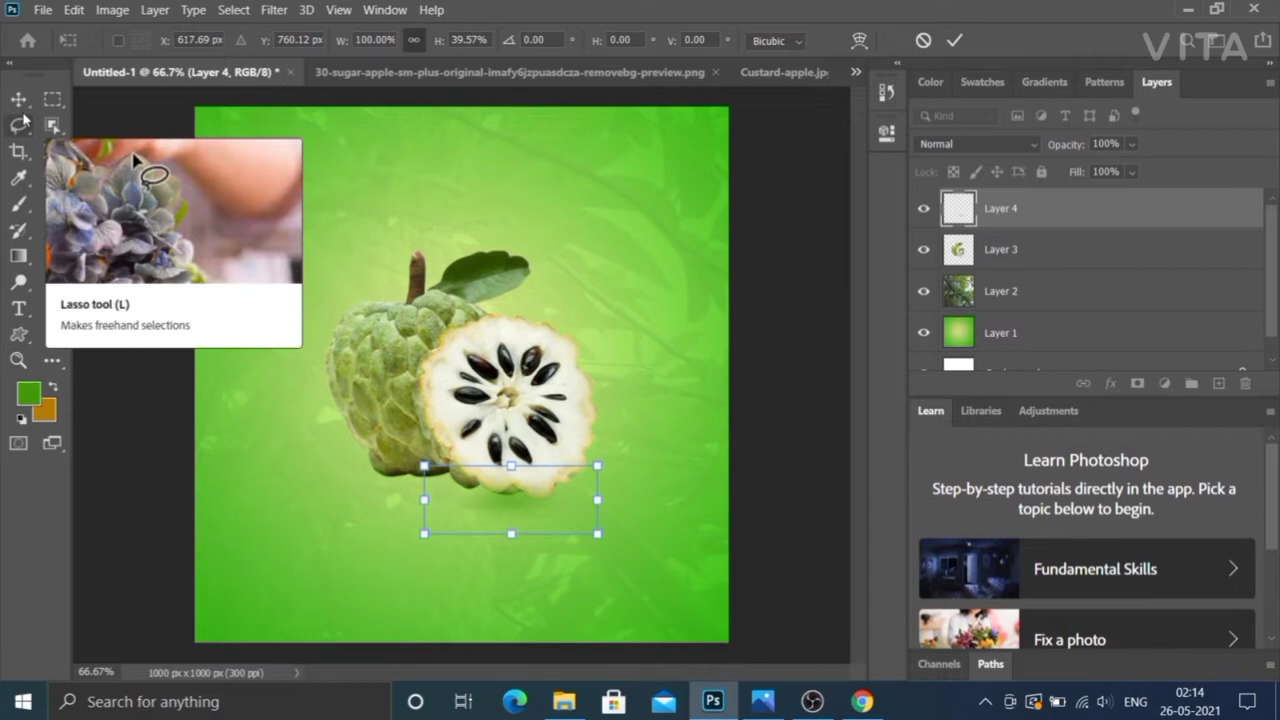 Ps File Edit Image Layer Type Select Filter 3D View Window Help
X: 617.69 px Y: 760.12 px W: 100.00% H: 39.57% 0.00 ° H: 0.00 ° V: 0.00 ° Bicubic
VITA
Untitled-1 @ 66.7% (Layer 4, RGB/8) * × 30-sugar-apple-sm-plus-original-imafy6jzpuasdcza-removebg-preview.png × Custard-apple.jp
Color Swatches Gradients Patterns Layers
Kind
Normal Opacity: 100%
Lock: Fill: 100%
Layer 4
Layer 3
Layer 2
Layer 1
Lasso tool (L)
Makes freehand selections
Learn Libraries Adjustments
Learn Photoshop
Step-by-step tutorials directly in the app. Pick a
topic below to begin.
Fundamental Skills
Fix a photo
Channels Paths
66.67% 1000 px x 1000 px (300 ppi)
Search for anything
Ps
ENG
02:14
26-05-2021